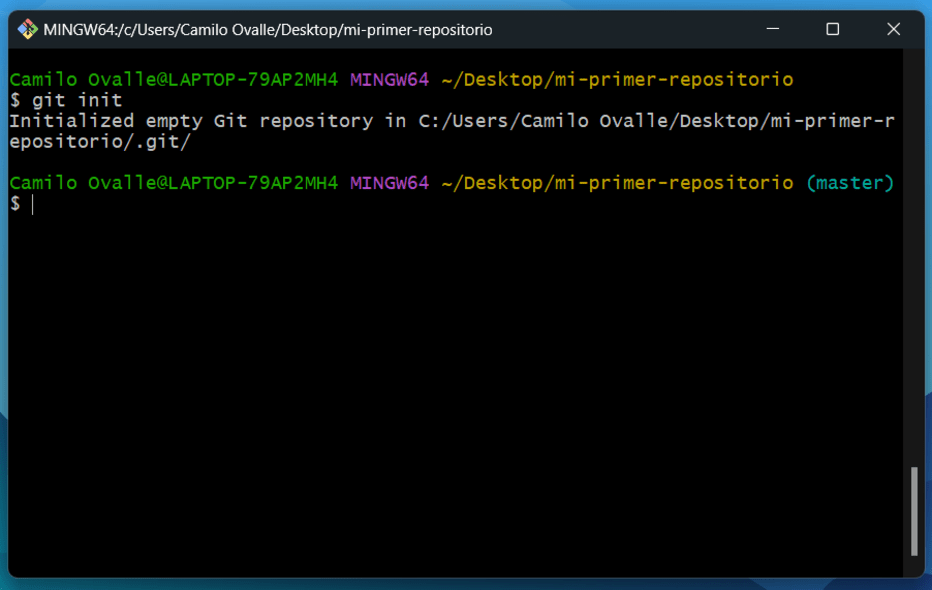 MINGW64:/c/Users/Camilo Ovalle/Desktop/mi-primer-repositorio
Camilo Ovalle@LAPTOP-79AP2MH4 MINGW64 ~/Desktop/mi-primer-repositorio
$ git init
Initialized empty Git repository in C:/Users/Camilo Ovalle/Desktop/mi-primer-r
epositorio/.git/
Camilo Ovalle@LAPTOP-79AP2MH4 MINGW64 ~/Desktop/mi-primer-repositorio (master)
$